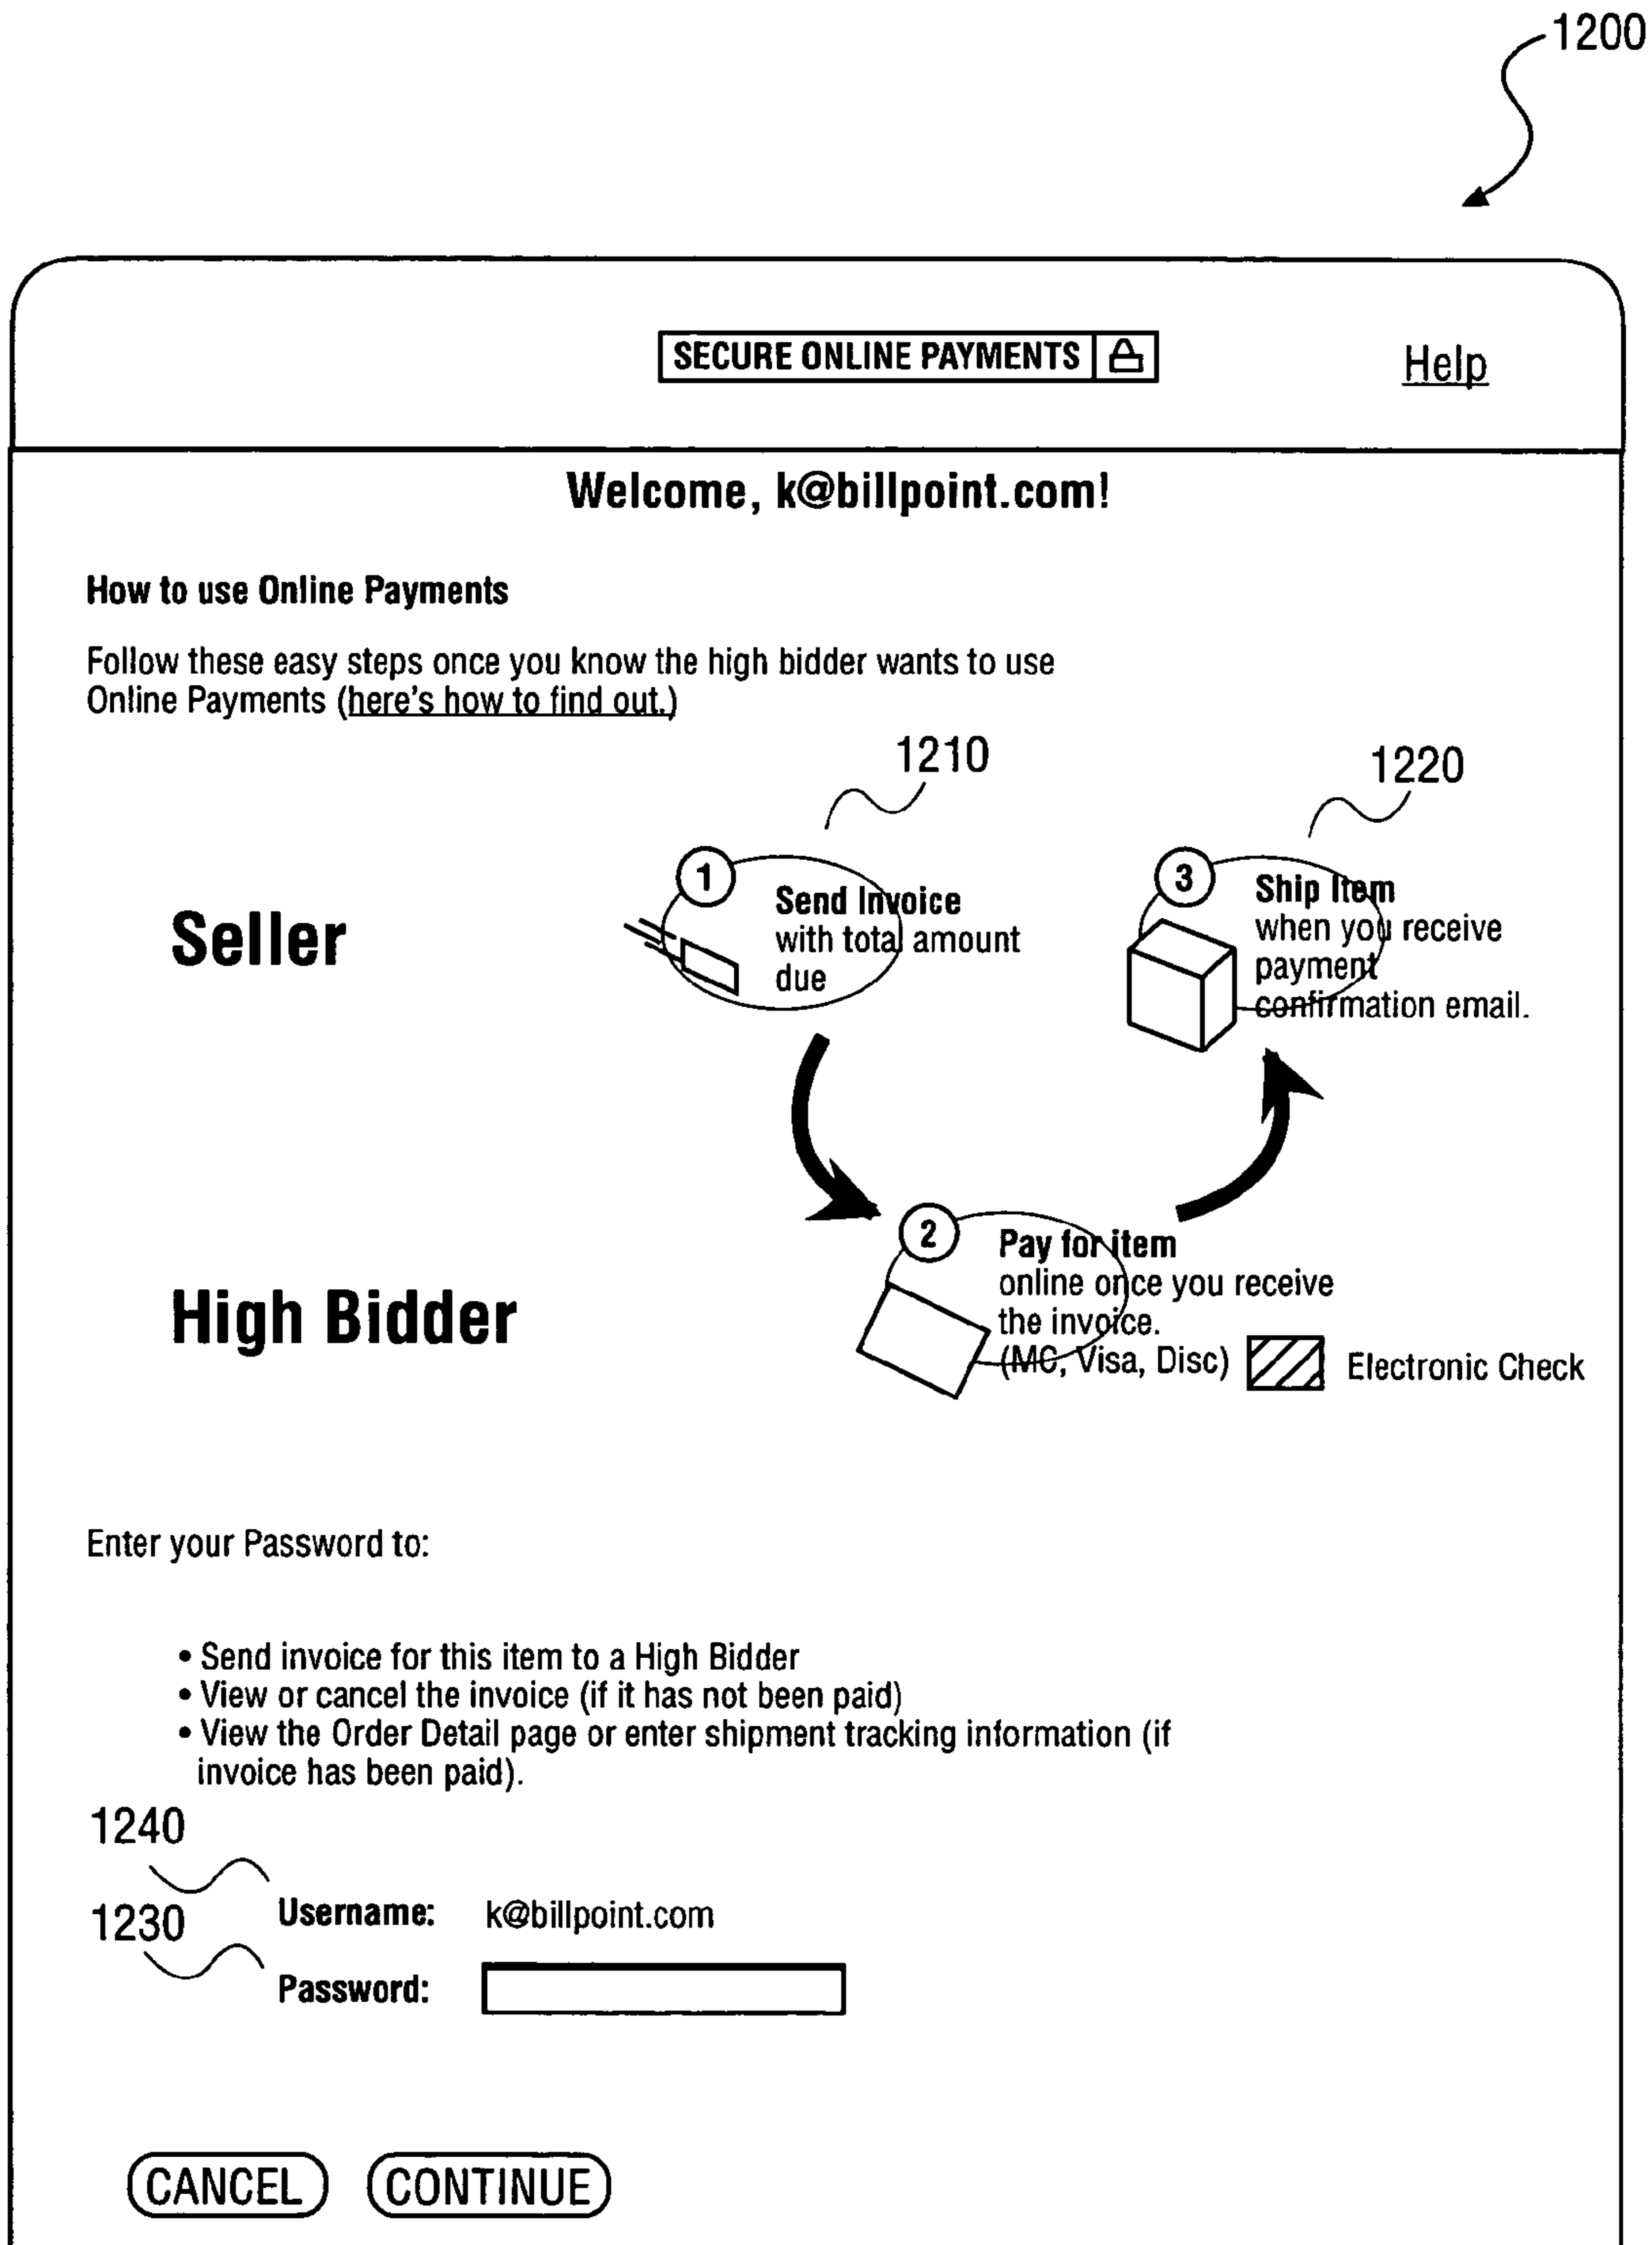 1200
SECURE ONLINE PAYMENTS
Help
Welcome, k@billpoint.com!
How to use Online Payments
Follow these easy steps once you know the high bidder wants to use
Online Payments (here's how to find out.)
1210
1220
Seller
1
Send Invoice
with total amount
due
3
Ship Item
when you receive
payment
confirmation email.
High Bidder
2
Pay for item
online once you receive
the invoice.
(MC, Visa, Disc)
Electronic Check
Enter your Password to:
• Send invoice for this item to a High Bidder
• View or cancel the invoice (if it has not been paid)
• View the Order Detail page or enter shipment tracking information (if
invoice has been paid).
1240
Username: k@billpoint.com
1230
Password:
CANCEL CONTINUE